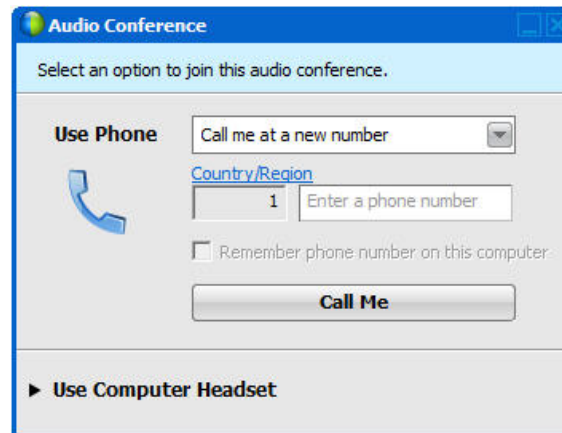 Audio Conference
Select an option to join this audio conference.
Use Phone
Call me at a new number
Country/Region
1
Enter a phone number
Remember phone number on this computer
Call Me
Use Computer Headset